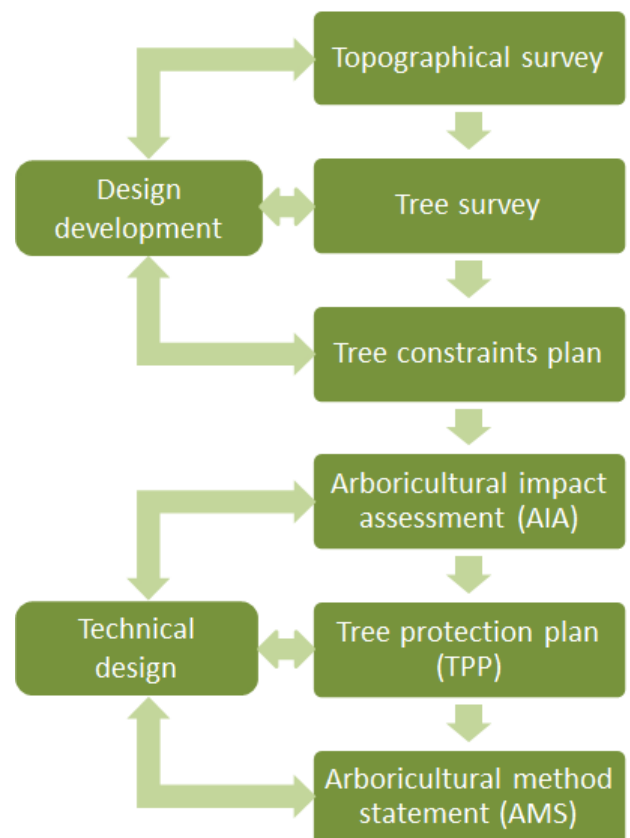 Topographical survey
Design
development
Tree survey
Tree constraints plan
Arboricultural impact
assessment (AIA)
Technical
design
Tree protection plan
(TPP)
Arboricultural method
statement (AMS)